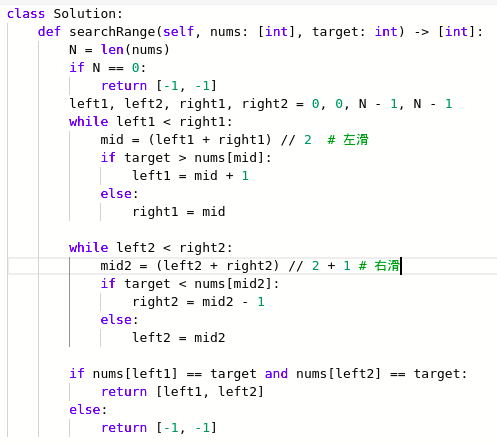 class Solution:
    def searchRange(self, nums: [int], target: int) -> [int]:
        N = len(nums)
        if N == 0:
            return [-1, -1]
        left1, left2, right1, right2 = 0, 0, N - 1, N - 1
        while left1 < right1:
            mid = (left1 + right1) // 2  # 左滑
            if target > nums[mid]:
                left1 = mid + 1
            else:
                right1 = mid
        while left2 < right2:
            mid2 = (left2 + right2) // 2 + 1 # 右滑
            if target < nums[mid2]:
                right2 = mid2 - 1
            else:
                left2 = mid2
        if nums[left1] == target and nums[left2] == target:
            return [left1, left2]
        else:
            return [-1, -1]